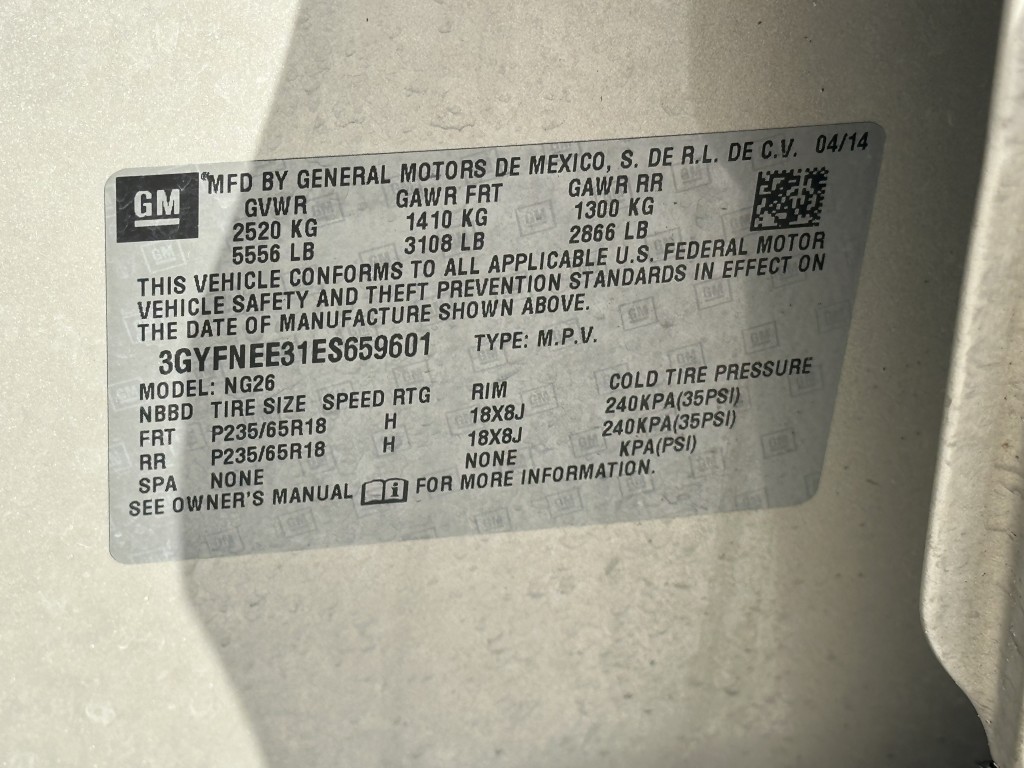 GM
MFD BY GENERAL MOTORS DE MEXICO, S. DE R.L. DE C.V. 04/14
GVWR GAWR FRT GAWR RR
2520 KG 1410 KG 1300 KG
5556 LB 3108 LB 2866 LB
THIS VEHICLE CONFORMS TO ALL APPLICABLE U.S. FEDERAL MOTOR
VEHICLE SAFETY AND THEFT PREVENTION STANDARDS IN EFFECT ON
THE DATE OF MANUFACTURE SHOWN ABOVE.
3GYFNEE31ES659601 TYPE: M.P.V.
MODEL: NG26
NBBD TIRE SIZE SPEED RTG RIM COLD TIRE PRESSURE
FRT P235/65R18 H 18X8J 240KPA(35PSI)
RR P235/65R18 H 18X8J 240KPA(35PSI)
SPA NONE NONE KPA(PSI)
SEE OWNER'S MANUAL FOR MORE INFORMATION.